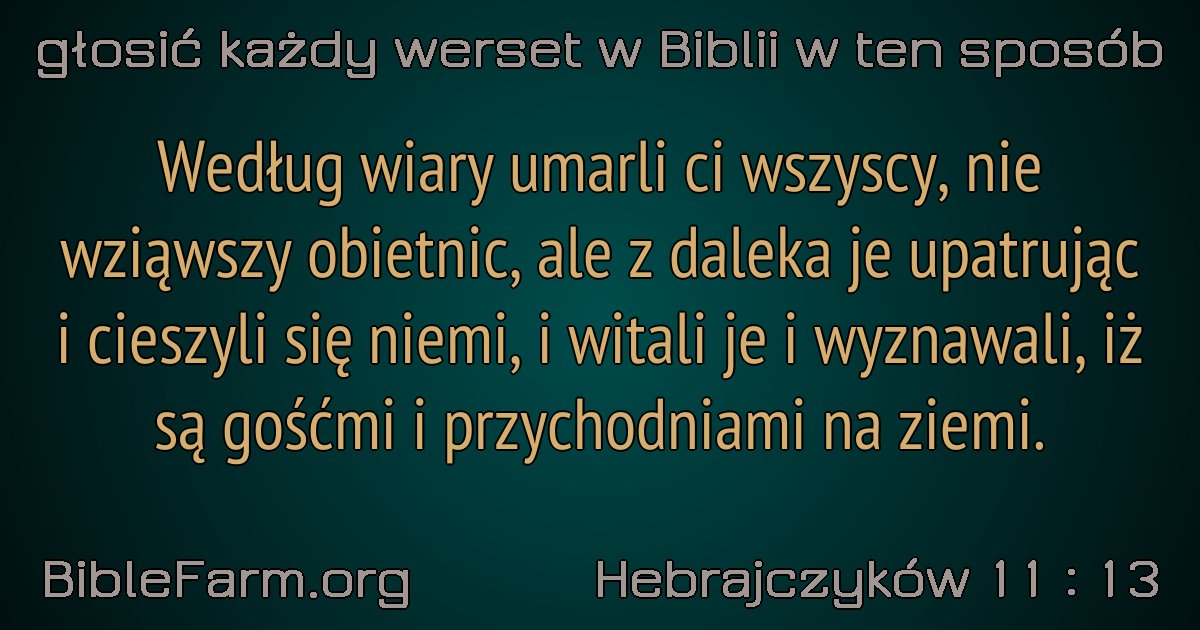 głosić każdy werset w Biblii w ten sposób
Według wiary umarli ci wszyscy, nie
wziąwszy obietnic, ale z daleka je upatrując
i cieszyli się niemi, i witali je i wyznawali, iż
są gośćmi i przychodniami na ziemi.
BibleFarm.org
Hebrajczyków 11 : 13